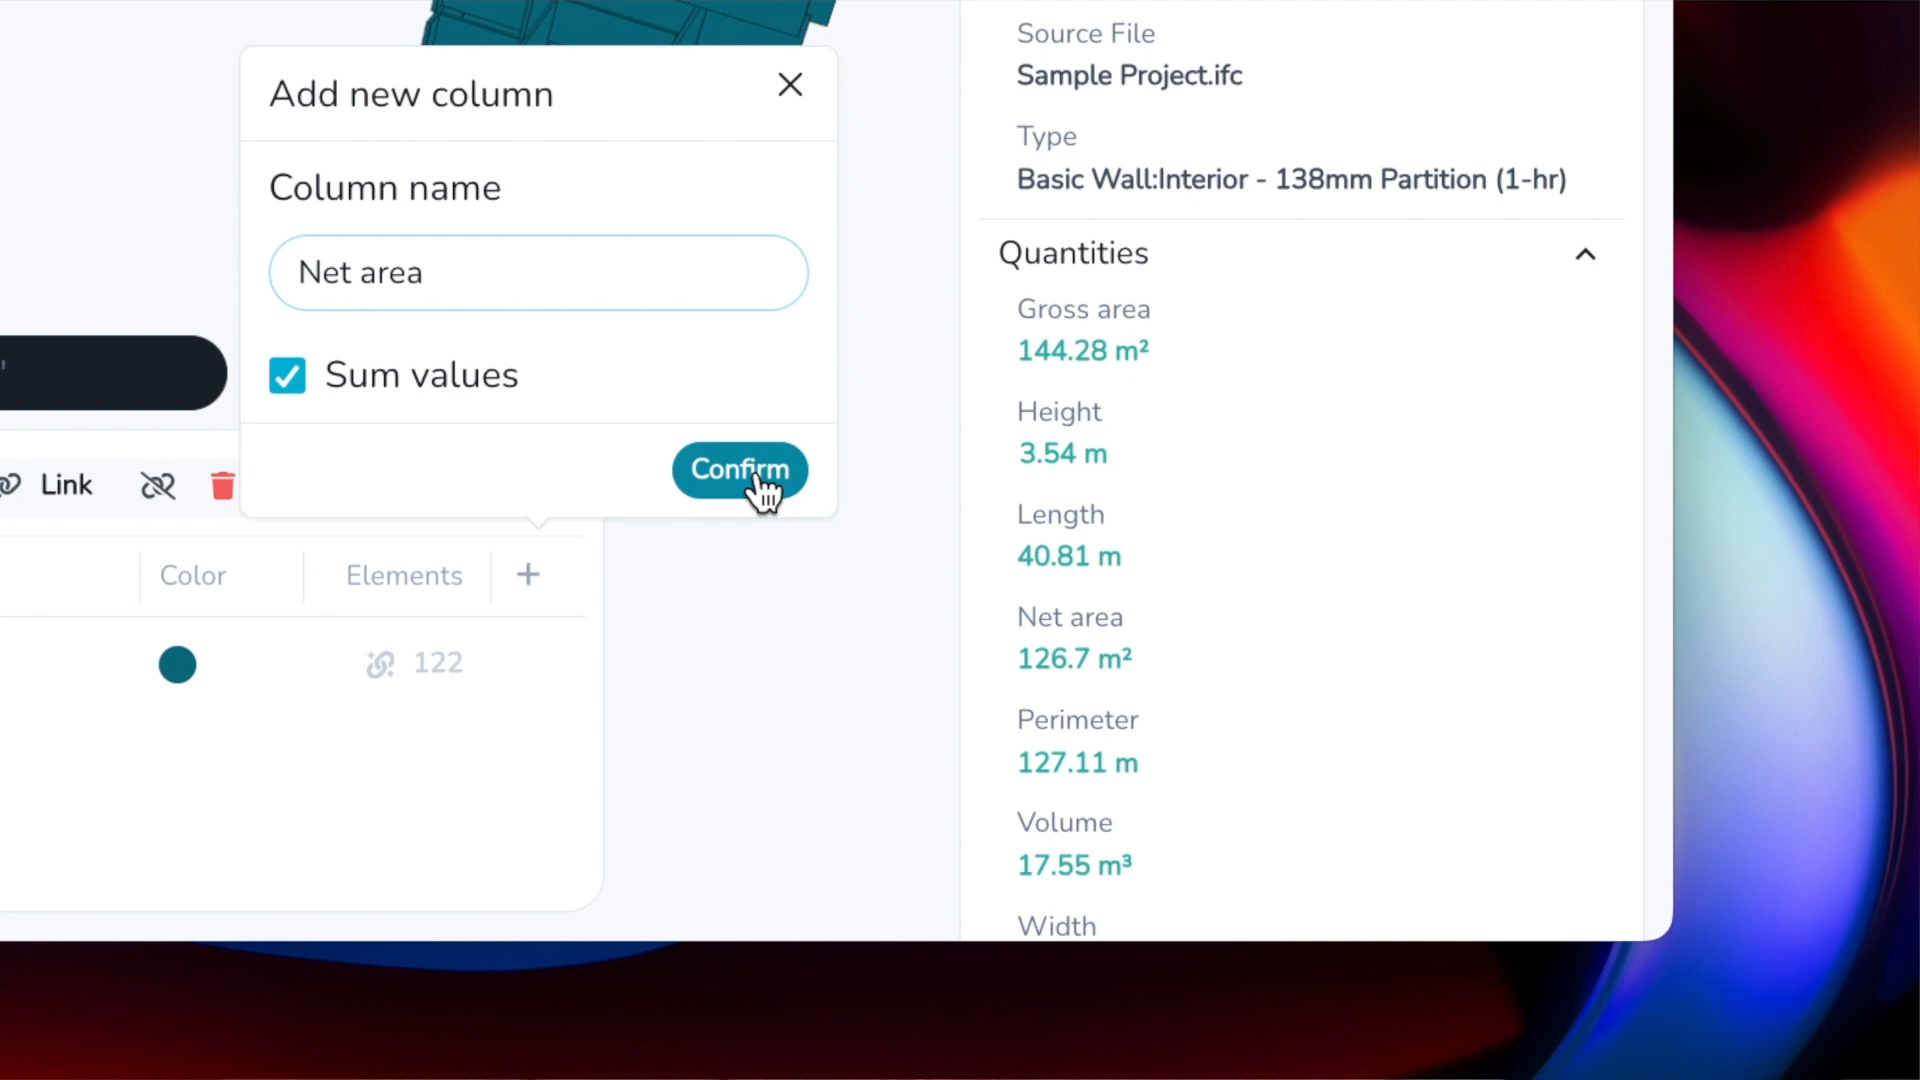 Add new column
Column name
Net area
Sum values
Confirm
Link
Color
Elements
122
Source File
Sample Project.ifc
Type
Basic Wall:Interior - 138mm Partition (1-hr)
Quantities
Gross area
144.28 m²
Height
3.54 m
Length
40.81 m
Net area
126.7 m²
Perimeter
127.11 m
Volume
17.55 m³
Width